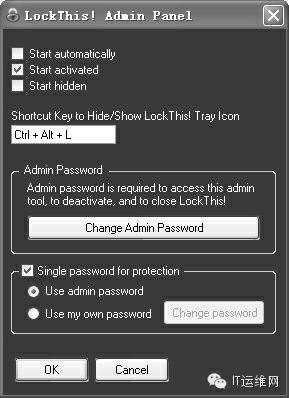 LockThis! Admin Panel
Start automatically
Start activated
Start hidden
Shortcut Key to Hide/Show LockThis! Tray Icon
Ctrl + Alt + L
Admin Password
Admin password is required to access this admin
tool, to deactivate, and to close LockThis!
Change Admin Password
Single password for protection
Use admin password
Use my own password
Change password
OK
Cancel
IT运维网